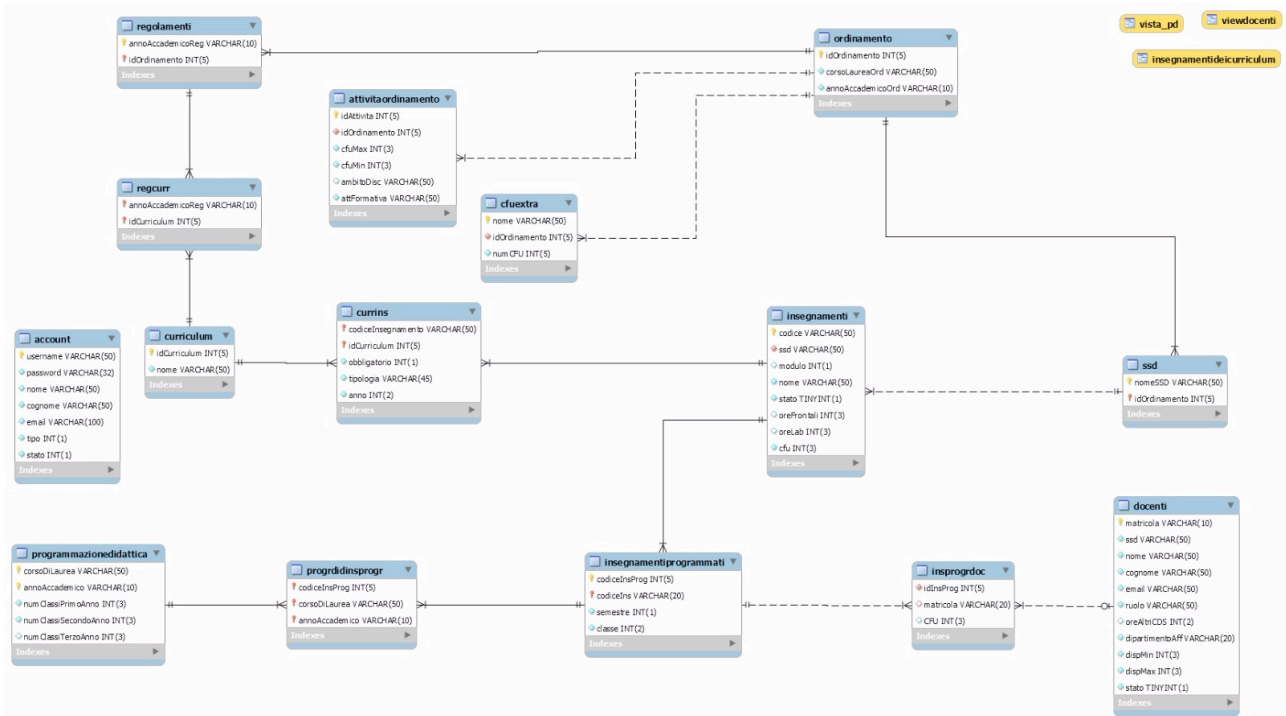 regolamenti
annoAccademicoReg VARCHAR(10)
idOrdinamento INT(5)
Indexes
ordinamento
idOrdinamento INT(5)
corsoLaureaOrd VARCHAR(50)
annoAccademicoOrd VARCHAR(10)
Indexes
vista_pd
viewdocenti
insegnamentideicurriculum
attivitaordinamento
idAttivita INT(5)
idOrdinamento INT(5)
cfuMax INT(3)
cfuMin INT(3)
ambitoDisc VARCHAR(50)
attFormativa VARCHAR(50)
Indexes
regcurr
annoAccademicoReg VARCHAR(10)
idCurriculum INT(5)
Indexes
cfuextra
nome VARCHAR(50)
idOrdinamento INT(5)
numCFU INT(5)
Indexes
account
username VARCHAR(50)
password VARCHAR(32)
nome VARCHAR(50)
cognome VARCHAR(50)
email VARCHAR(100)
tipo INT(1)
stato INT(1)
Indexes
curriculum
idCurriculum INT(5)
nome VARCHAR(50)
Indexes
currins
codiceInsegnamento VARCHAR(50)
idCurriculum INT(5)
obbligatorio INT(1)
tipologia VARCHAR(45)
anno INT(2)
Indexes
insegnamenti
codice VARCHAR(50)
ssd VARCHAR(50)
modulo INT(1)
nome VARCHAR(50)
stato TINYINT(1)
oreFrontali INT(3)
oreLab INT(3)
cfu INT(3)
Indexes
ssd
nomeSSD VARCHAR(50)
idOrdinamento INT(5)
Indexes
programmazionedidattica
corsoDiLaurea VARCHAR(50)
annoAccademico VARCHAR(10)
numClassiPrimoAnno INT(3)
numClassiSecondoAnno INT(3)
numClassiTerzoAnno INT(3)
Indexes
progrdidinsprogr
codiceInsProg INT(5)
corsoDiLaurea VARCHAR(50)
annoAccademico VARCHAR(10)
Indexes
insegnamentiprogrammati
codiceInsProg INT(5)
codiceIns VARCHAR(20)
semestre INT(1)
classe INT(2)
Indexes
insprogrdoc
idInsProg INT(5)
matricola VARCHAR(20)
CFU INT(3)
Indexes
docenti
matricola VARCHAR(10)
ssd VARCHAR(50)
nome VARCHAR(50)
cognome VARCHAR(50)
email VARCHAR(50)
ruolo VARCHAR(50)
oreAltriCDS INT(2)
dipartimentoAff VARCHAR(20)
dispMin INT(3)
dispMax INT(3)
stato TINYINT(1)
Indexes